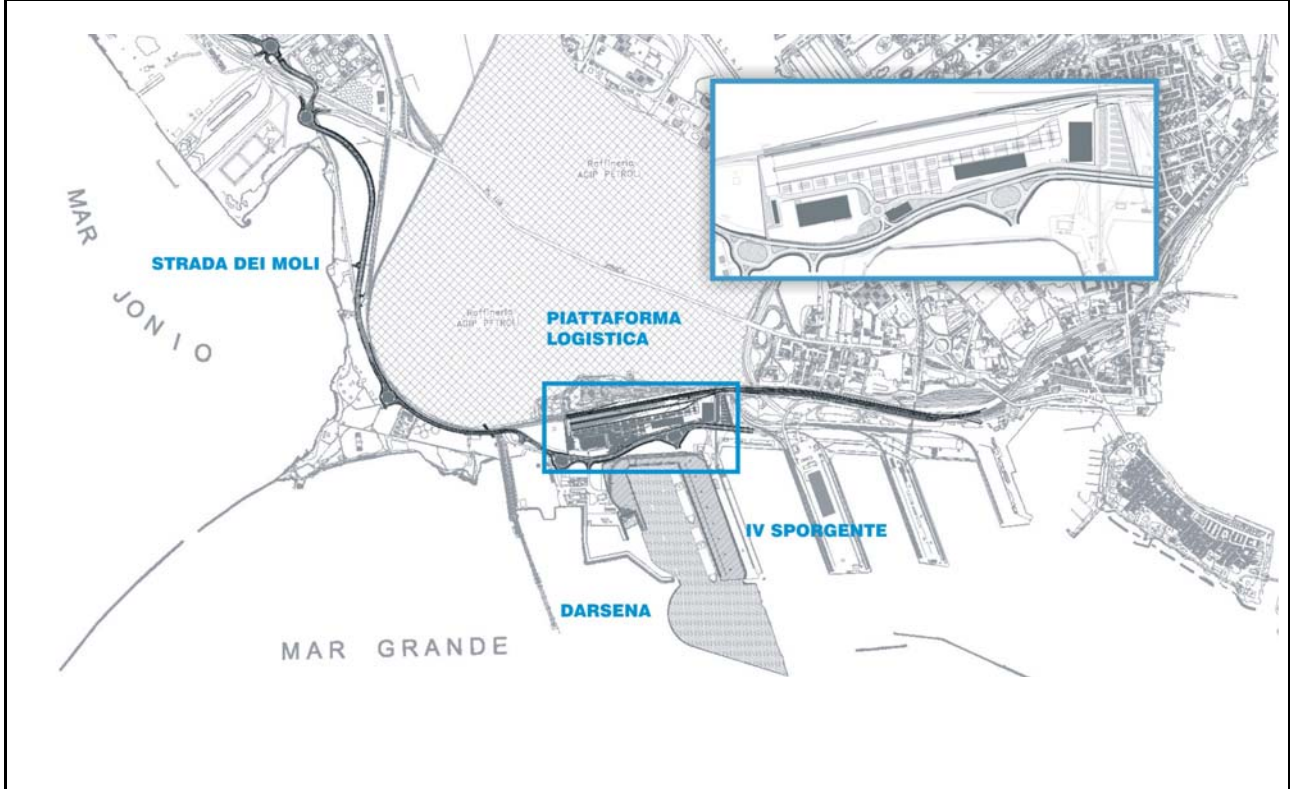 Raffineria
AGIP PETROLI
MAR
JONIO
STRADA DEI MOLI
Raffineria
AGIP PETROLI
PIATTAFORMA
LOGISTICA
IV SPORGENTE
DARSENA
MAR GRANDE